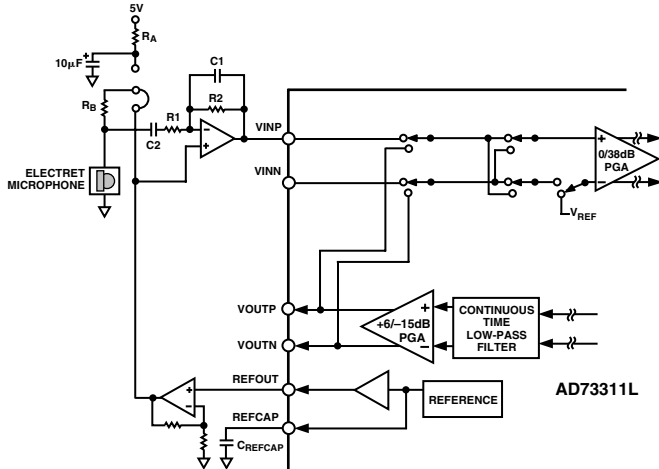 5V
RA
10µF
C1
RB
R1
R2
C2
VINP
VINN
ELECTRET
MICROPHONE
0/38dB
PGA
VREF
VOUTP
VOUTN
+6/–15dB
PGA
CONTINUOUS
TIME
LOW-PASS
FILTER
REFOUT
REFCAP
CREFCAP
REFERENCE
AD73311L